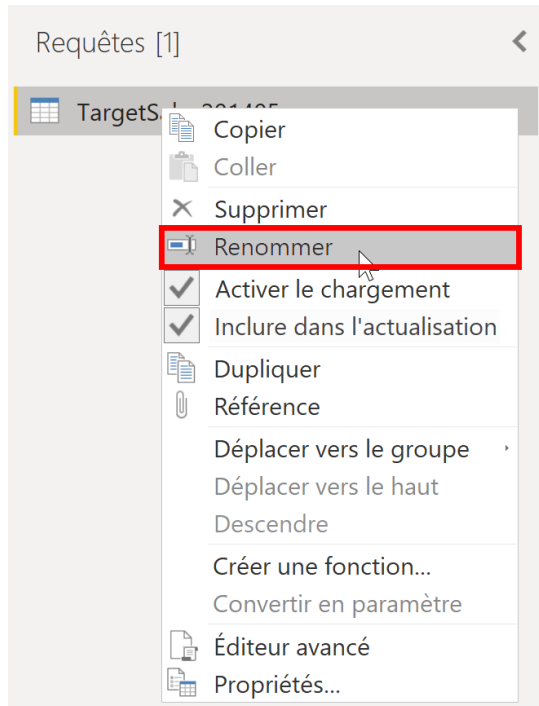 Requêtes [1]
TargetS
Copier
Coller
Supprimer
Renommer
Activer le chargement
Inclure dans l'actualisation
Dupliquer
Référence
Déplacer vers le groupe
Déplacer vers le haut
Descendre
Créer une fonction...
Convertir en paramètre
Éditeur avancé
Propriétés...